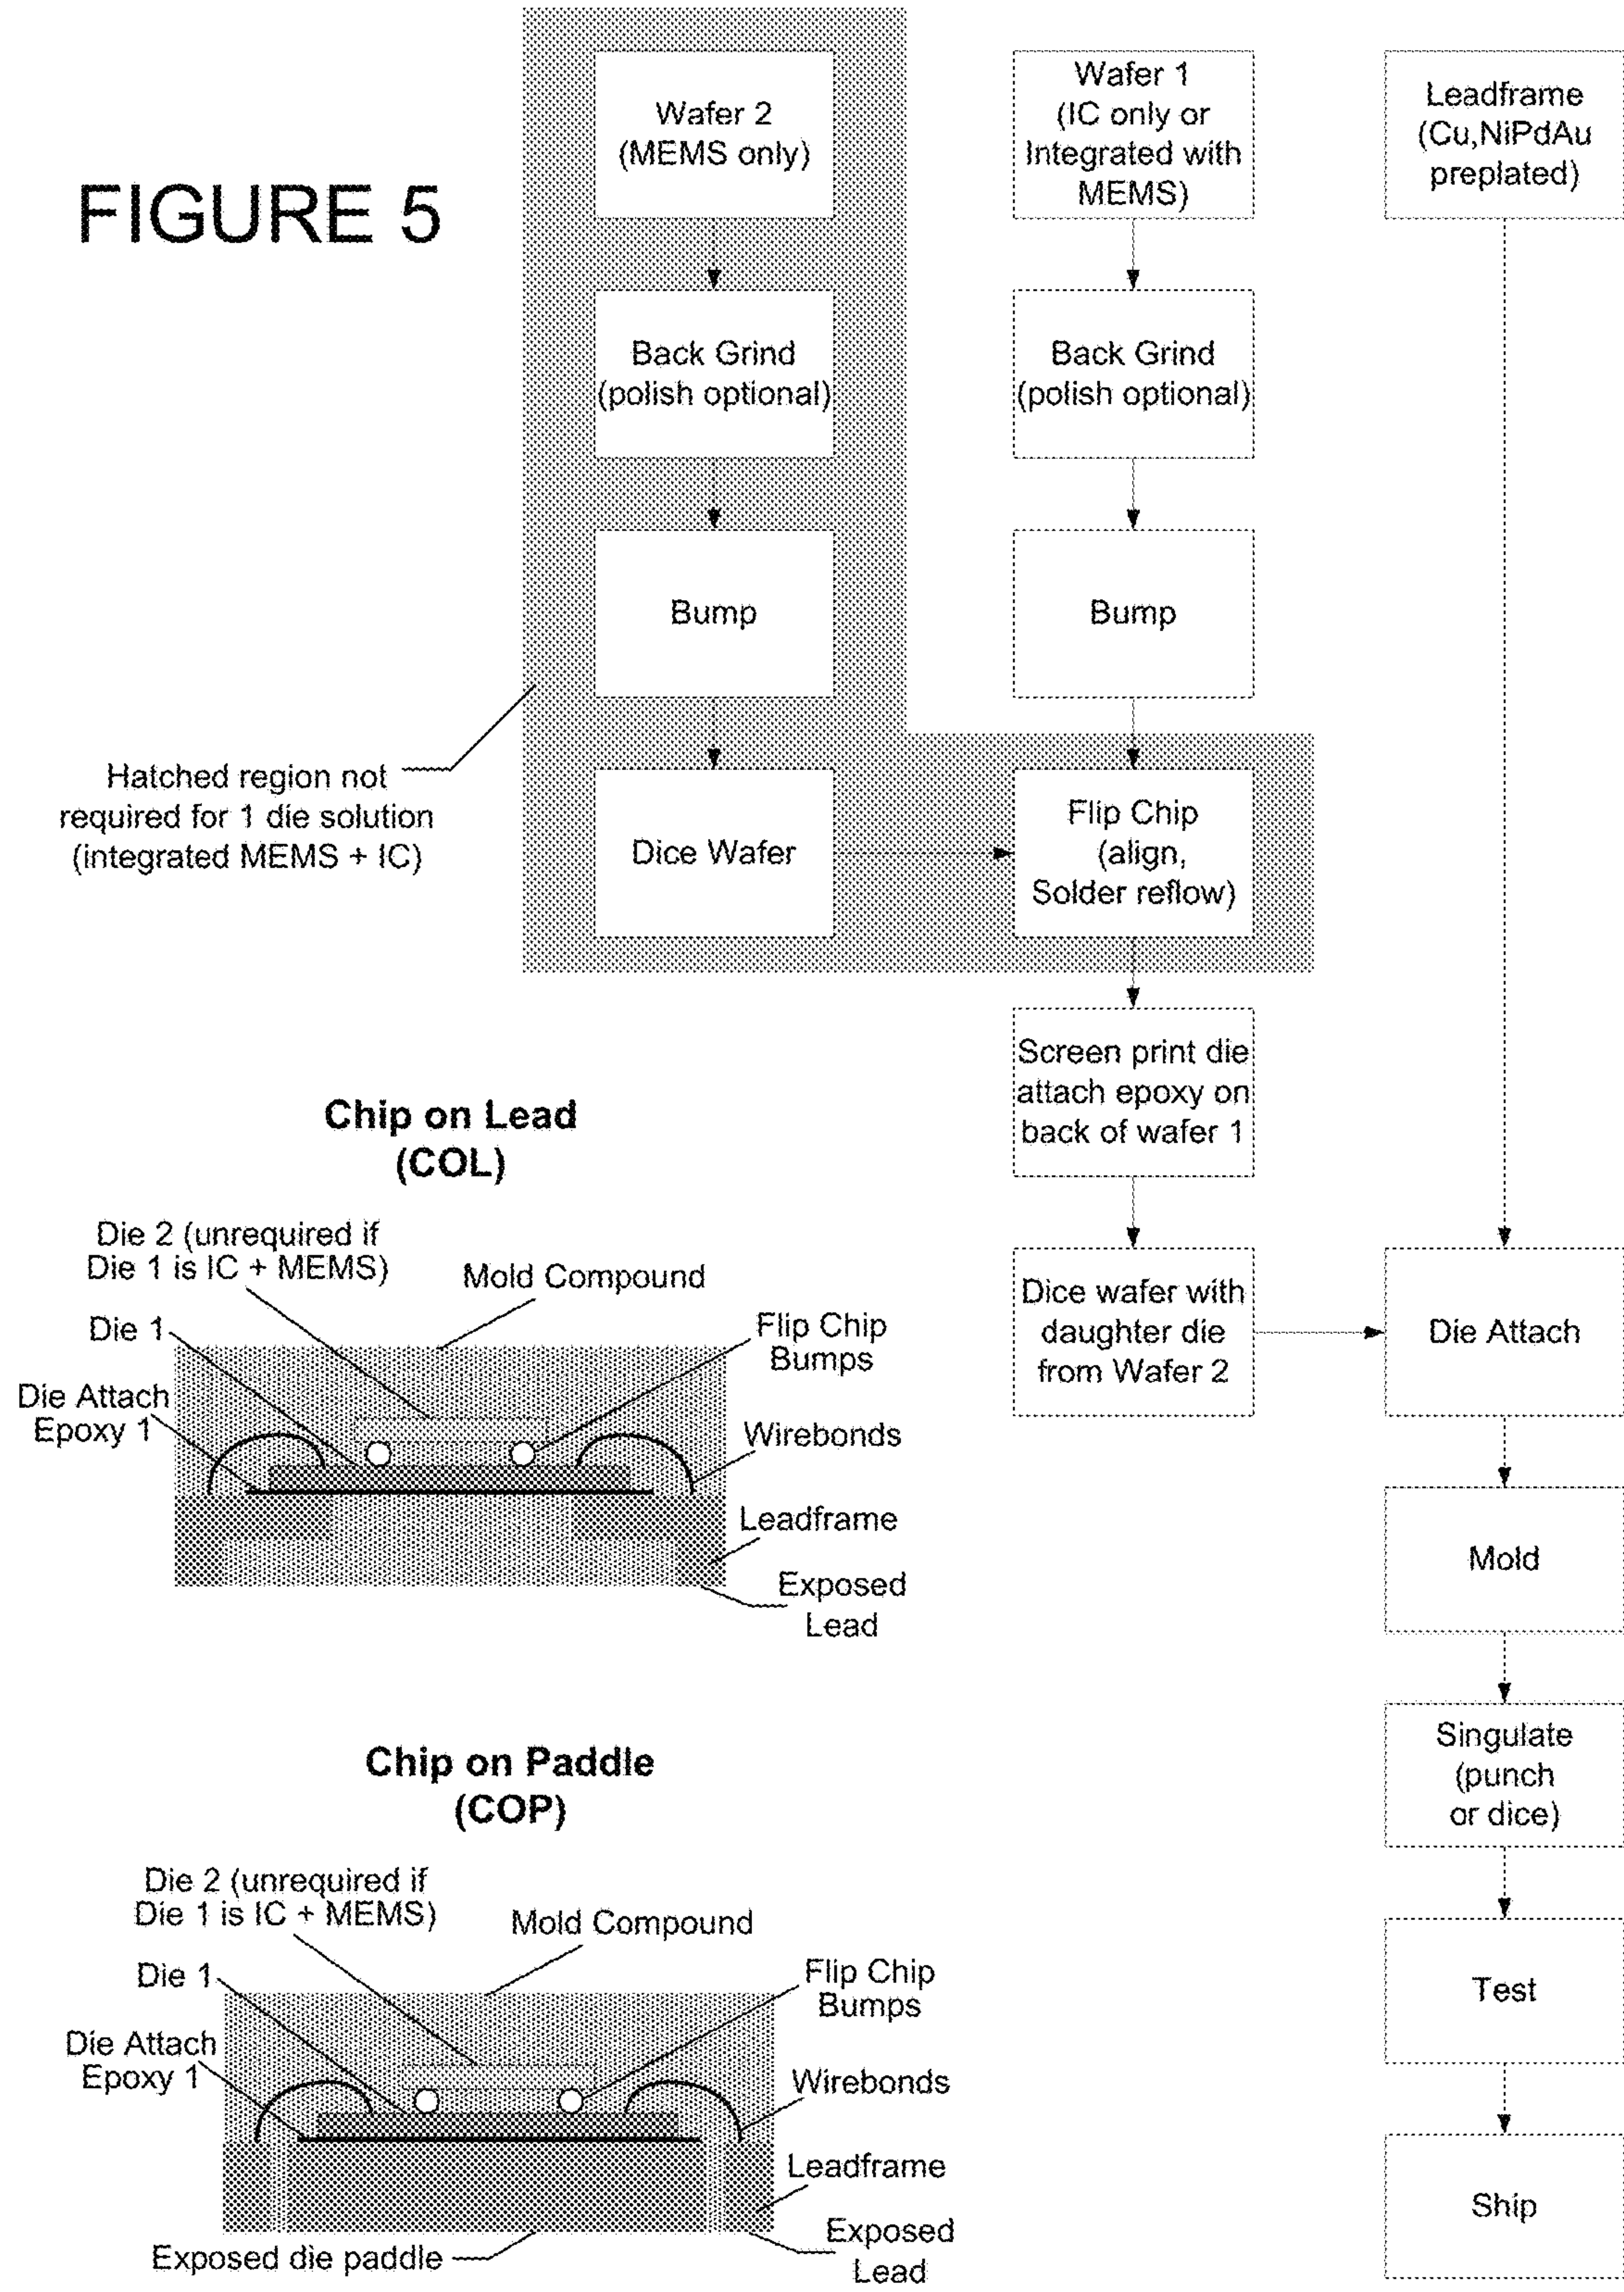 FIGURE 5
Wafer 2
(MEMS only)
Back Grind
(polish optional)
Bump
Dice Wafer
Hatched region not
required for 1 die solution
(integrated MEMS + IC)
Wafer 1
(IC only or
Integrated with
MEMS)
Back Grind
(polish optional)
Bump
Flip Chip
(align,
Solder reflow)
Screen print die
attach epoxy on
back of wafer 1
Dice wafer with
daughter die
from Wafer 2
Leadframe
(Cu,NiPdAu
preplated)
Die Attach
Mold
Singulate
(punch
or dice)
Test
Ship
Chip on Lead
(COL)
Die 2 (unrequired if
Die 1 is IC + MEMS)
Mold Compound
Die 1
Flip Chip
Bumps
Die Attach
Epoxy 1
Wirebonds
Leadframe
Exposed
Lead
Chip on Paddle
(COP)
Die 2 (unrequired if
Die 1 is IC + MEMS)
Mold Compound
Die 1
Flip Chip
Bumps
Die Attach
Epoxy 1
Wirebonds
Leadframe
Exposed
Lead
Exposed die paddle